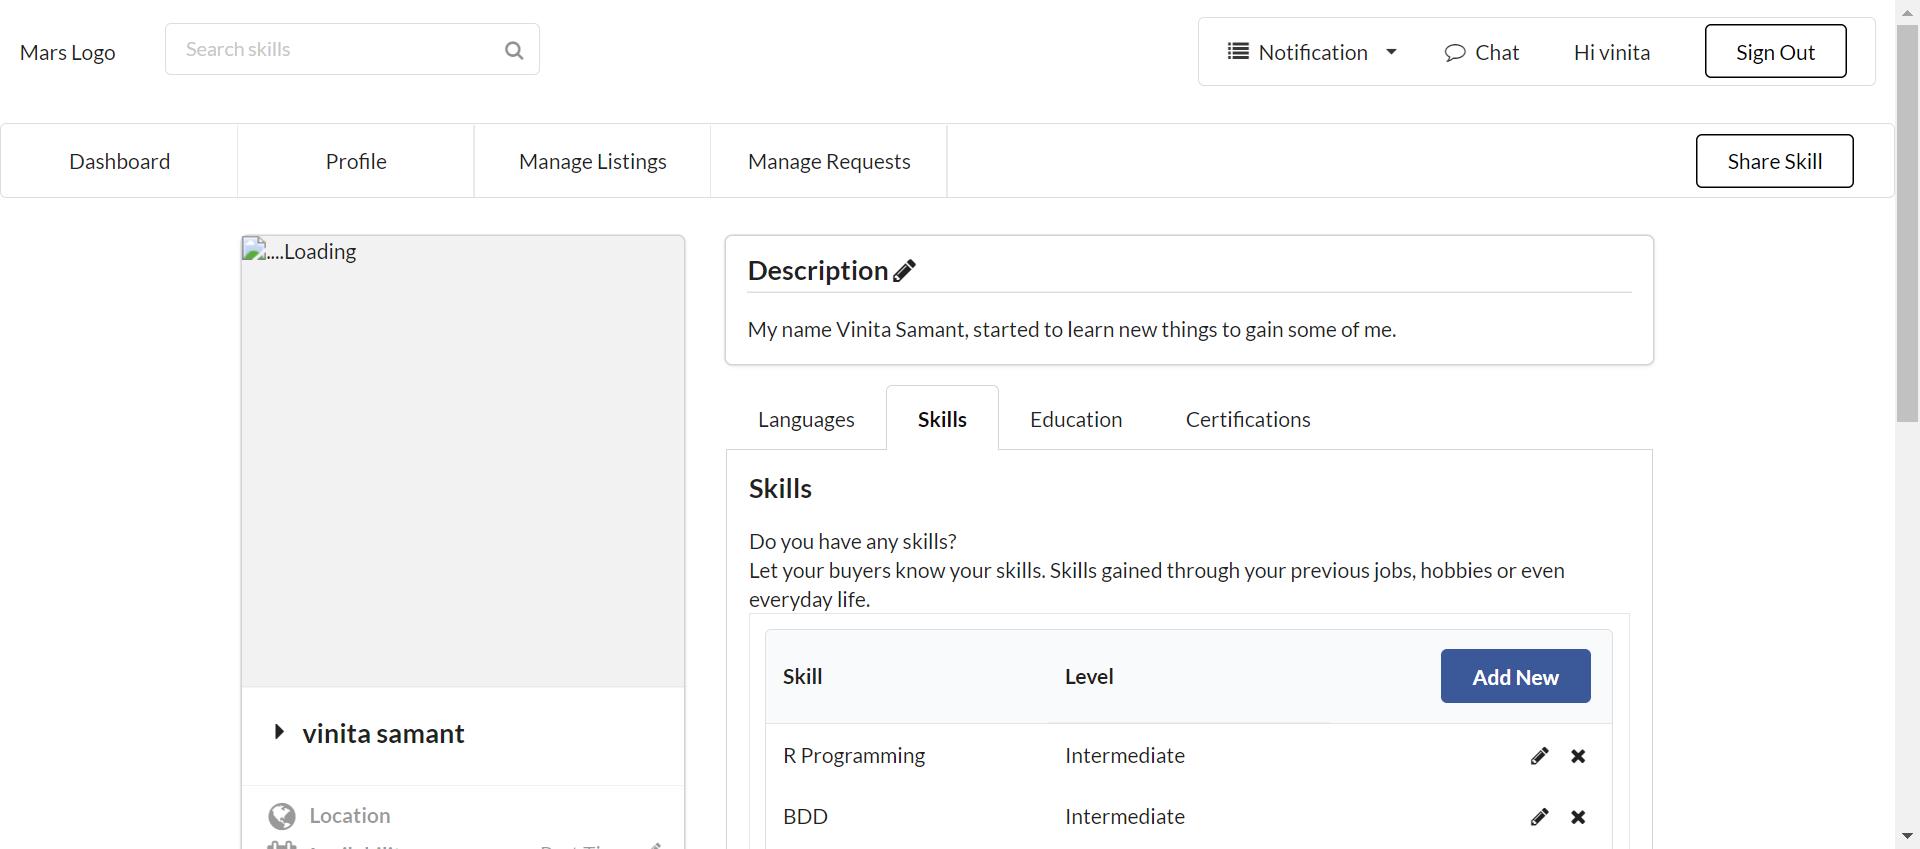 Mars Logo
Search skills
Notification
Chat
Hi vinita
Sign Out
Dashboard
Profile
Manage Listings
Manage Requests
Share Skill
....Loading
vinita samant
Location
Description
My name Vinita Samant, started to learn new things to gain some of me.
Languages
Skills
Education
Certifications
Skills
Do you have any skills?
Let your buyers know your skills. Skills gained through your previous jobs, hobbies or even
everyday life.
Skill
Level
Add New
R Programming
Intermediate
BDD
Intermediate